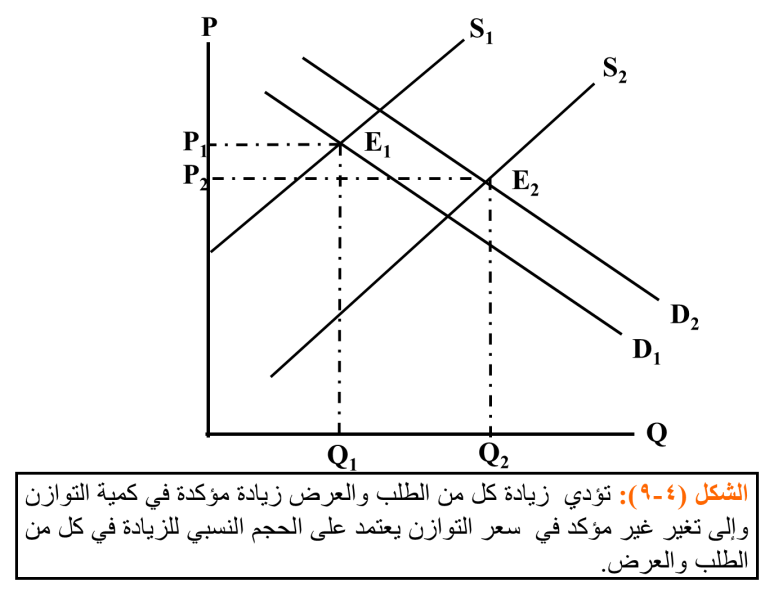 P
S₁
S₂
P₁
E₁
P₂
E₂
D₂
D₁
Q
Q₁
Q₂
الشكل (٤-٩): تؤدي زيادة كل من الطلب والعرض زيادة مؤكدة في كمية التوازن
وإلى تغير غير مؤكد في سعر التوازن يعتمد على الحجم النسبي للزيادة في كل من
الطلب والعرض.